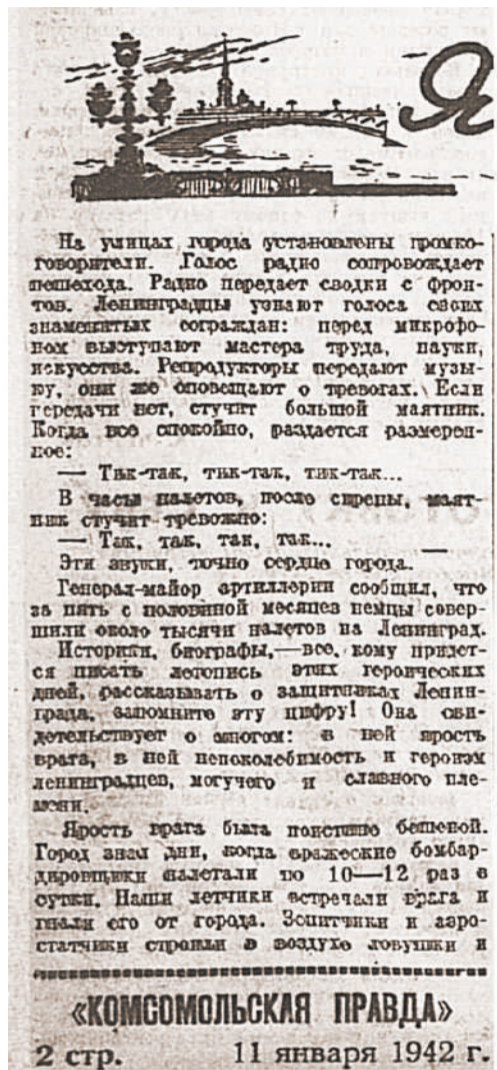 Я
На улицах города установлены громко-
говорители. Голос радио сопровождает
пешехода. Радио передает сводки с фрон-
тов. Ленинградцы узнают голоса своих
знаменитых сограждан: перед микрофо-
ном выступают мастера труда, науки,
искусства. Репродукторы передают музы-
ку, они же оповещают о тревогах. Если
передачи нет, стучит большой маятник.
Когда все спокойно, раздается размерен-
ное:
— Тик-так, тик-так, тик-так...
В часы налетов, после сирены, маят-
ник стучит тревожно:
— Так, так, так, так...
Эти звуки, точно сердце города.
Генерал-майор артиллерии сообщил, что
за пять с половиной месяцев немцы совер-
шили около тысячи налетов на Ленинград.
Историки, биографы,—все, кому придет-
ся писать летопись этих героических
дней, рассказывать о защитниках Ленин-
града, запомните эту цифру! Она сви-
детельствует о многом: в ней ярость
врага, в ней непоколебимость и героизм
ленинградцев, могучего и славного пле-
мени.
Ярость врага была поистине бешеной.
Город знал дни, когда вражеские бомбар-
дировщики налетали по 10—12 раз в
сутки. Наши летчики встречали врага и
гнали его от города. Зенитчики и аэро-
статчики строили в воздухе ловушки и
«КОМСОМОЛЬСКАЯ ПРАВДА»
2 стр. 11 января 1942 г.